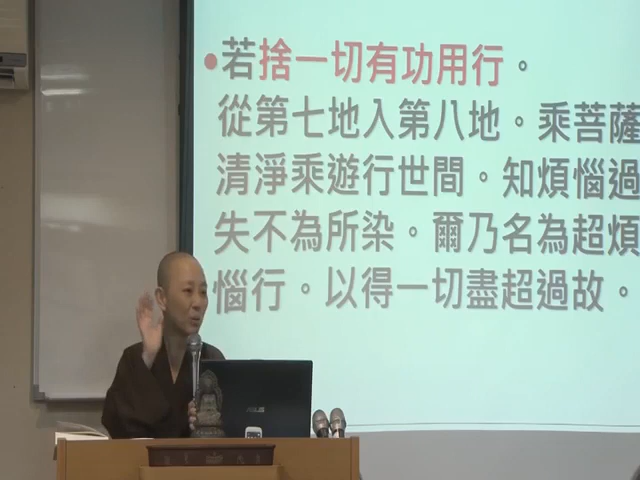 •若捨一切有功用行。
從第七地入第八地。乘菩薩
清淨乘遊行世間。知煩惱過
失不為所染。爾乃名為超煩
惱行。以得一切盡超過故。
ASUS